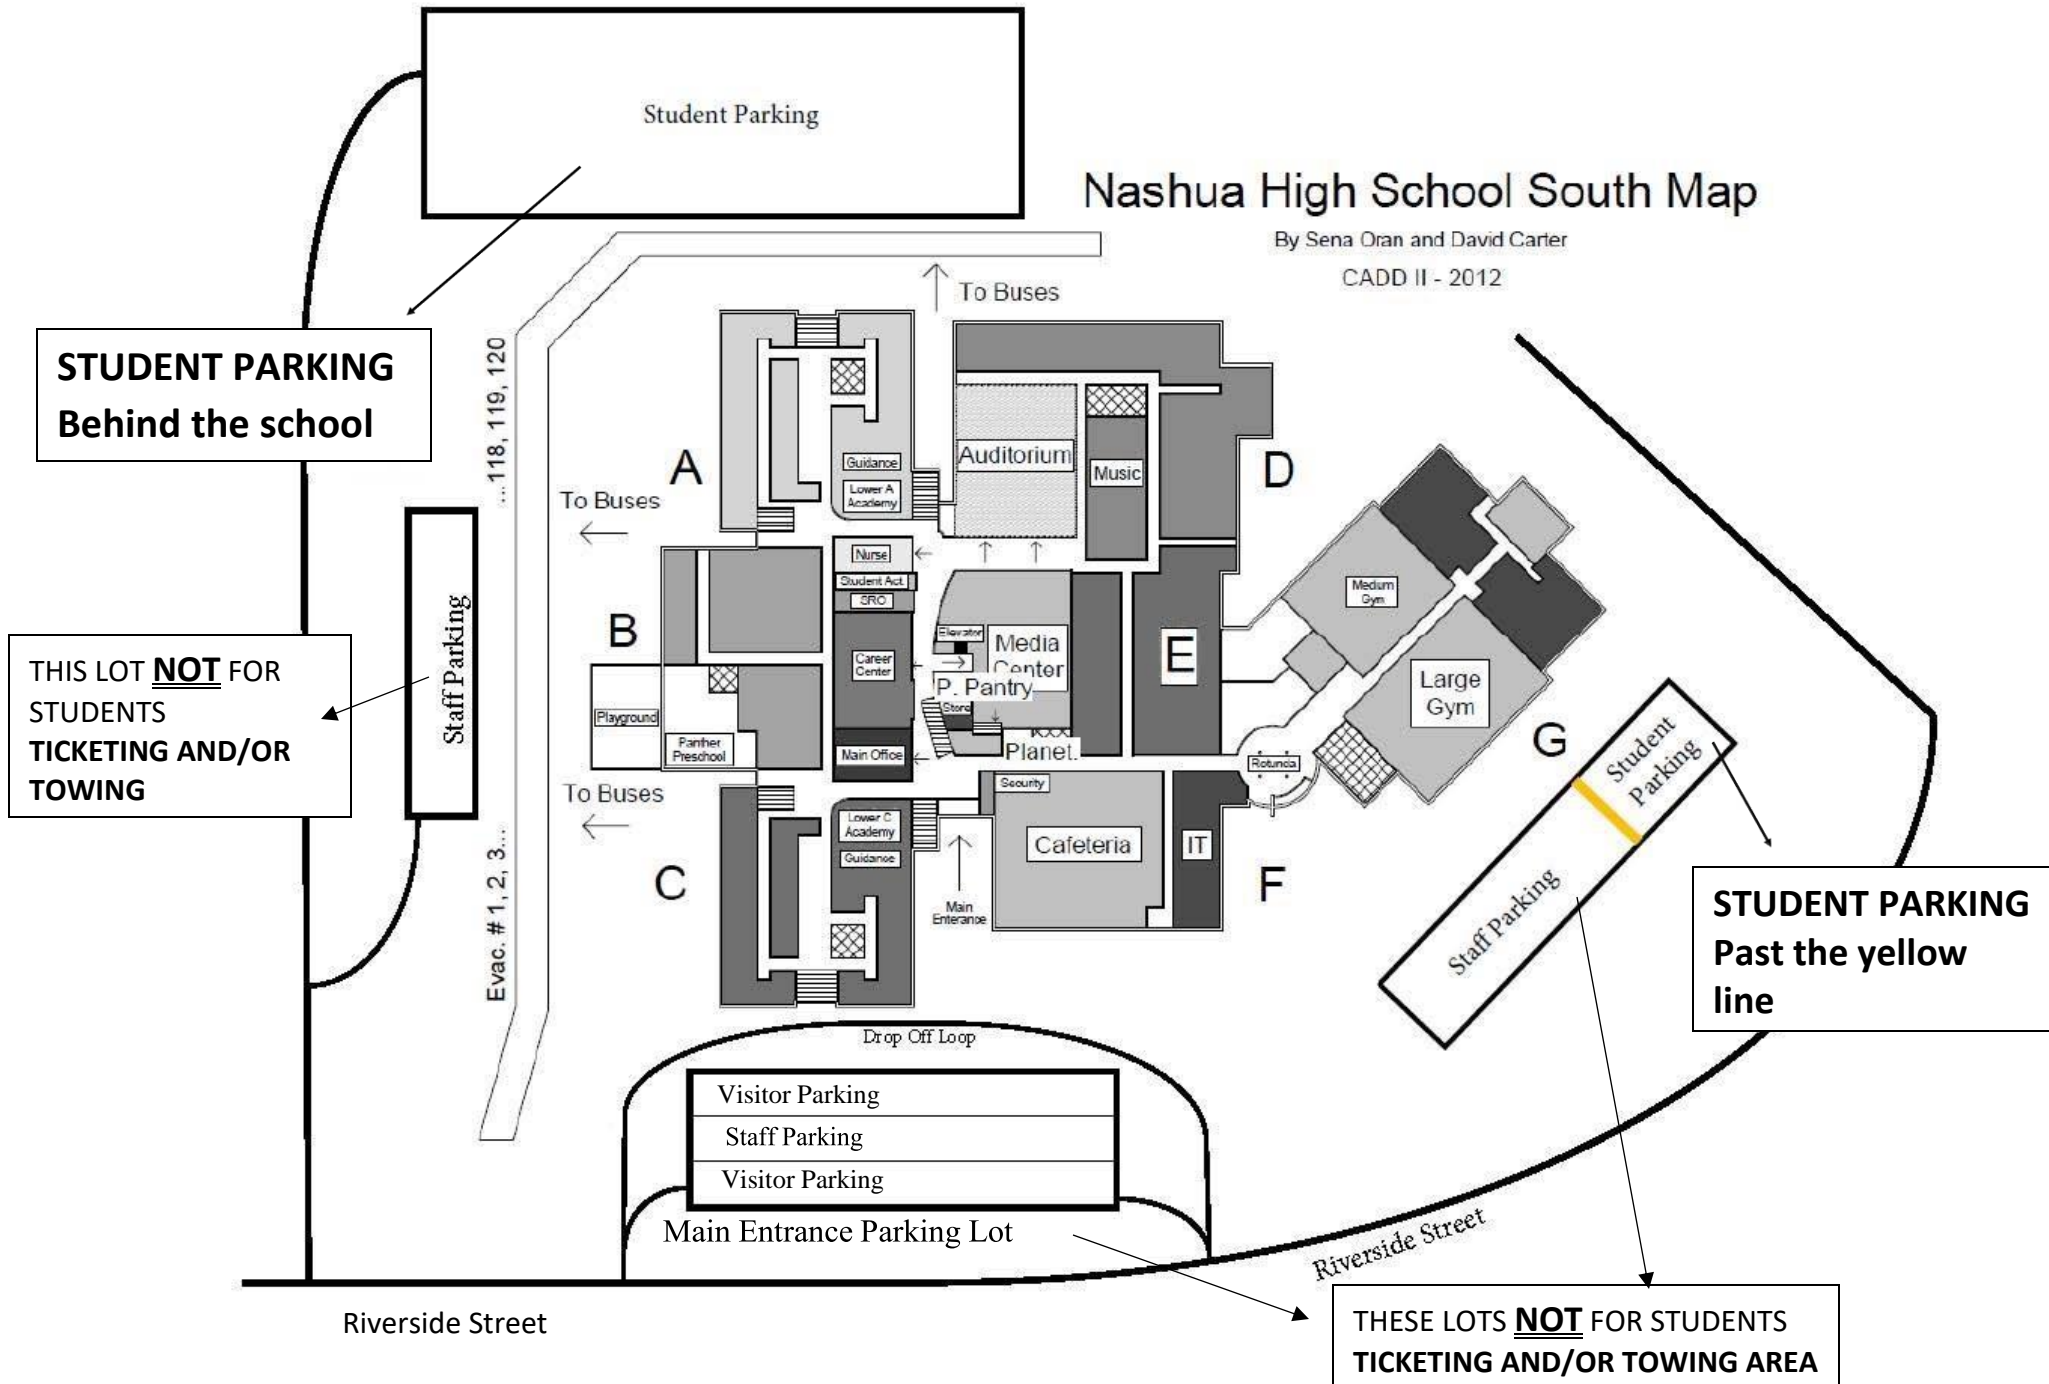 Student Parking
Nashua High School South Map
By Sena Oran and David Carter
CADD II - 2012
To Buses
STUDENT PARKING
Behind the school
...118, 119, 120
A
Guidance
Lower A
Academy
Auditorium
Music
D
To Buses
Nurse
Student Act.
SRO
Medium
Gym
B
Elevator
Media
Center
E
Career
Center
P. Pantry
Store
Large
Gym
THIS LOT NOT FOR
STUDENTS
TICKETING AND/OR
TOWING
Staff Parking
Playground
Panther
Preschool
Main Office
Planet.
Rotunda
G
Student
Parking
To Buses
Security
Lower C
Academy
Guidance
Cafeteria
IT
C
F
Main
Enterance
Evac. # 1, 2, 3...
Staff Parking
STUDENT PARKING
Past the yellow
line
Drop Off Loop
Visitor Parking
Staff Parking
Visitor Parking
Main Entrance Parking Lot
Riverside Street
Riverside Street
THESE LOTS NOT FOR STUDENTS
TICKETING AND/OR TOWING AREA